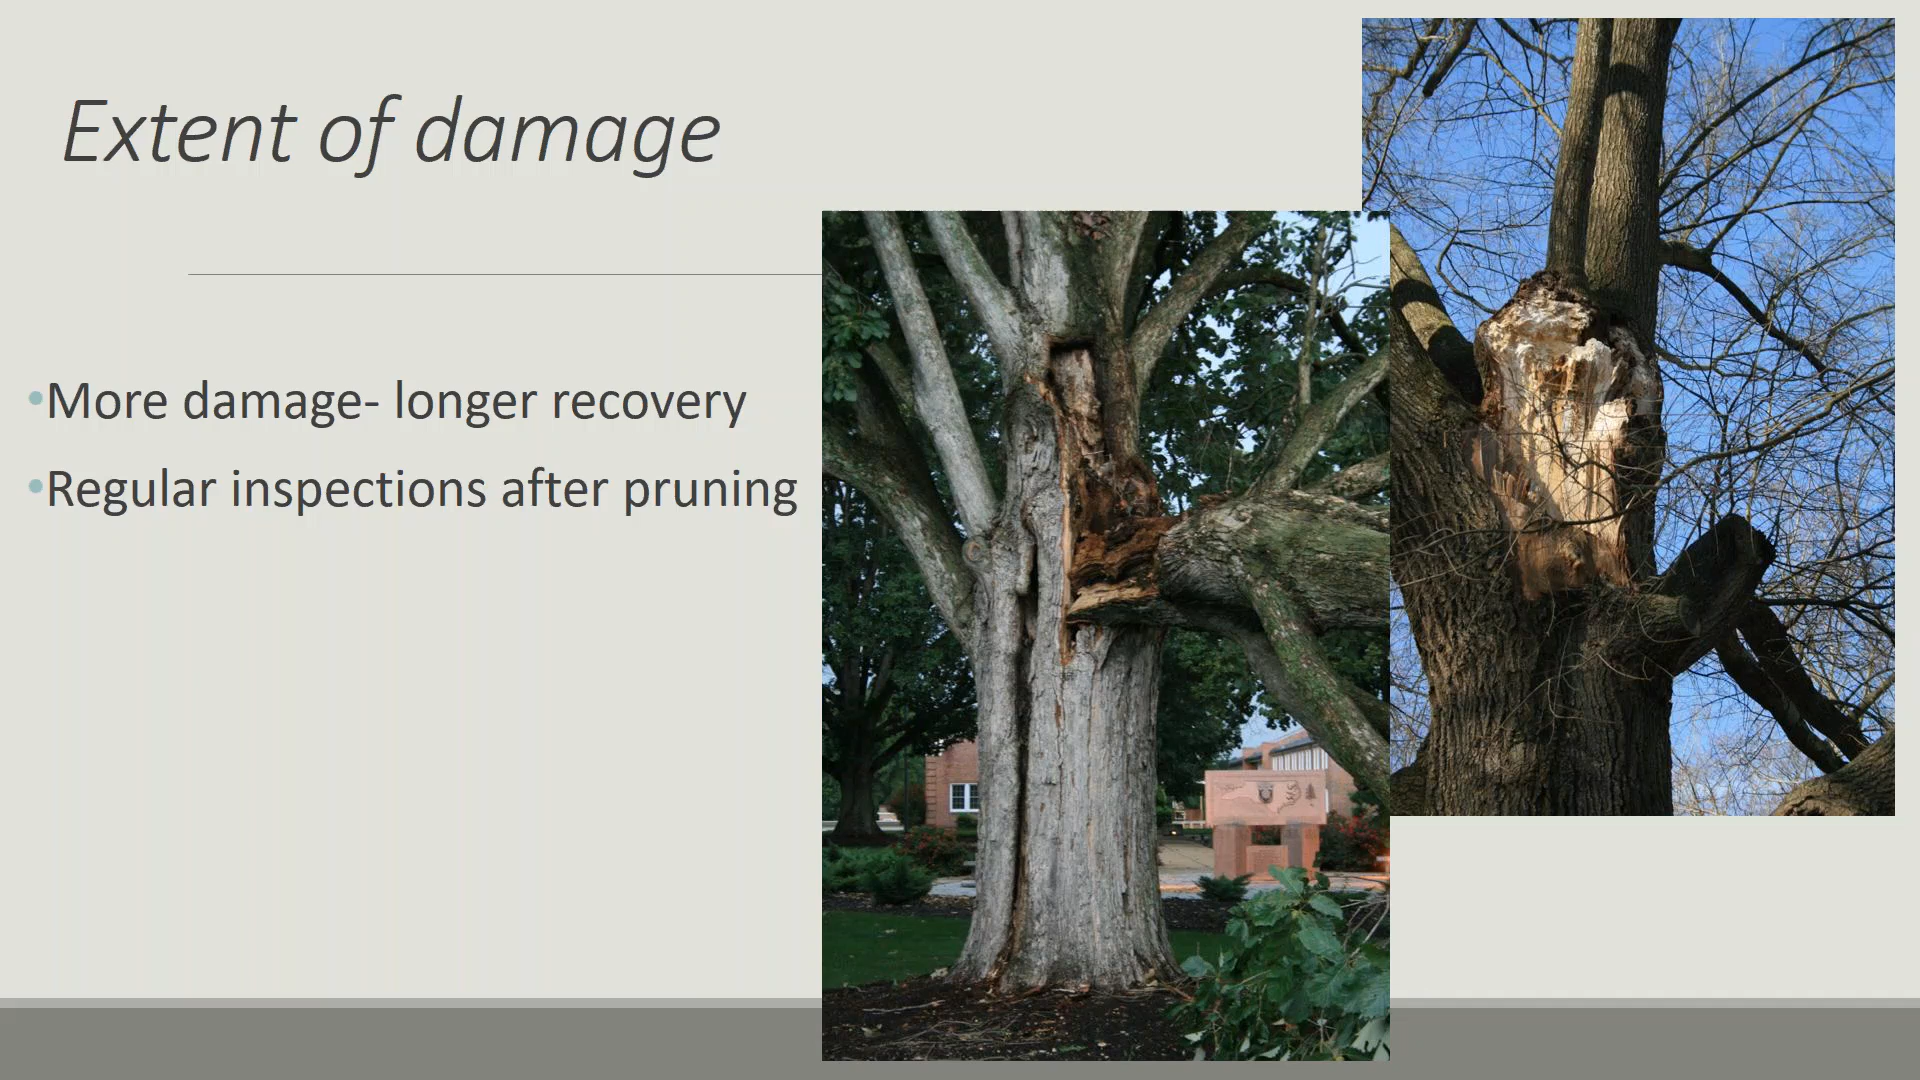 Extent of damage
•More damage- longer recovery
•Regular inspections after pruning